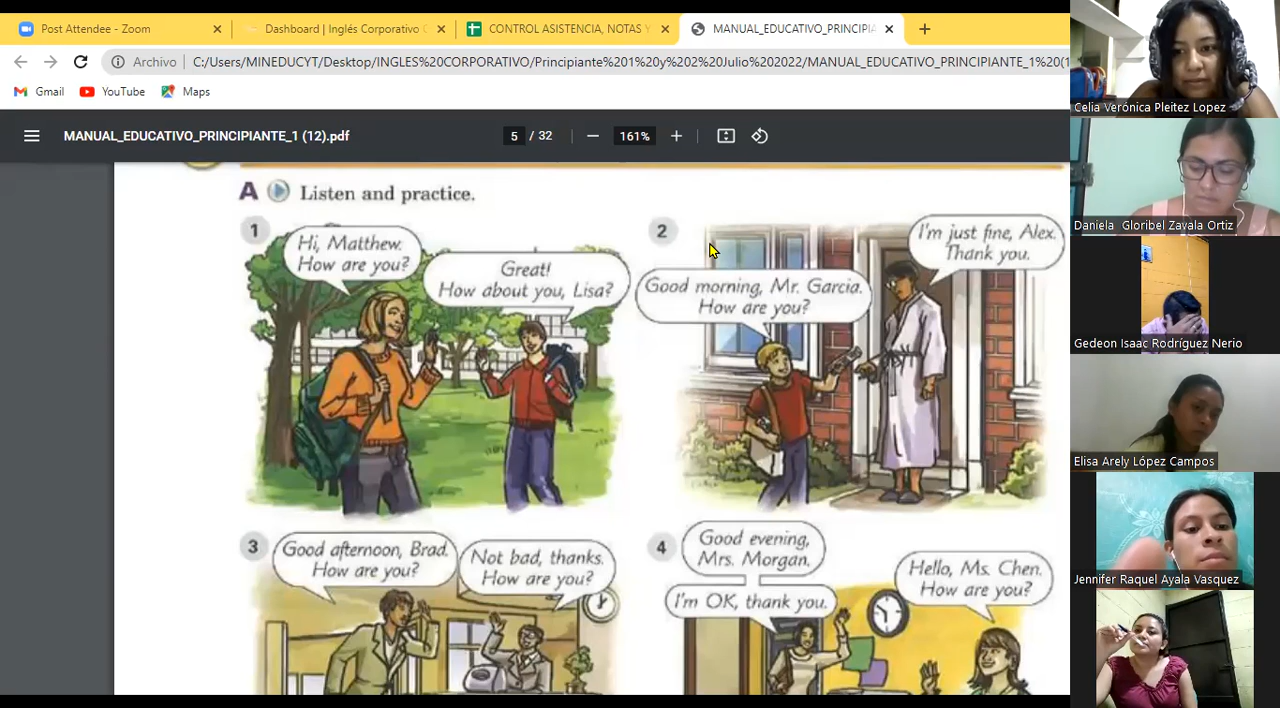 Post Attendee - Zoom
Dashboard | Inglés Corporativo
CONTROL ASISTENCIA, NOTAS Y
MANUAL_EDUCATIVO_PRINCIPIA
Archivo
C:/Users/MINEDUCYT/Desktop/INGLES%20CORPORATIVO/Principiante%201%20y%202%20Julio%202022/MANUAL_EDUCATIVO_PRINCIPIANTE_1%20(1
Gmail
YouTube
Maps
MANUAL_EDUCATIVO_PRINCIPIANTE_1 (12).pdf
5 / 32
161%
A Listen and practice.
1
Hi, Matthew.
How are you?
Great!
How about you, Lisa?
2
Good morning, Mr. Garcia.
How are you?
I'm just fine, Alex.
Thank you.
3
Good afternoon, Brad.
How are you?
Not bad, thanks.
How are you?
4
Good evening,
Mrs. Morgan.
I'm OK, thank you.
Hello, Ms. Chen.
How are you?
Celia Verónica Pleitez Lopez
Daniela Gloribel Zavala Ortiz
Gedeon Isaac Rodríguez Nerio
Elisa Arely López Campos
Jennifer Raquel Ayala Vasquez